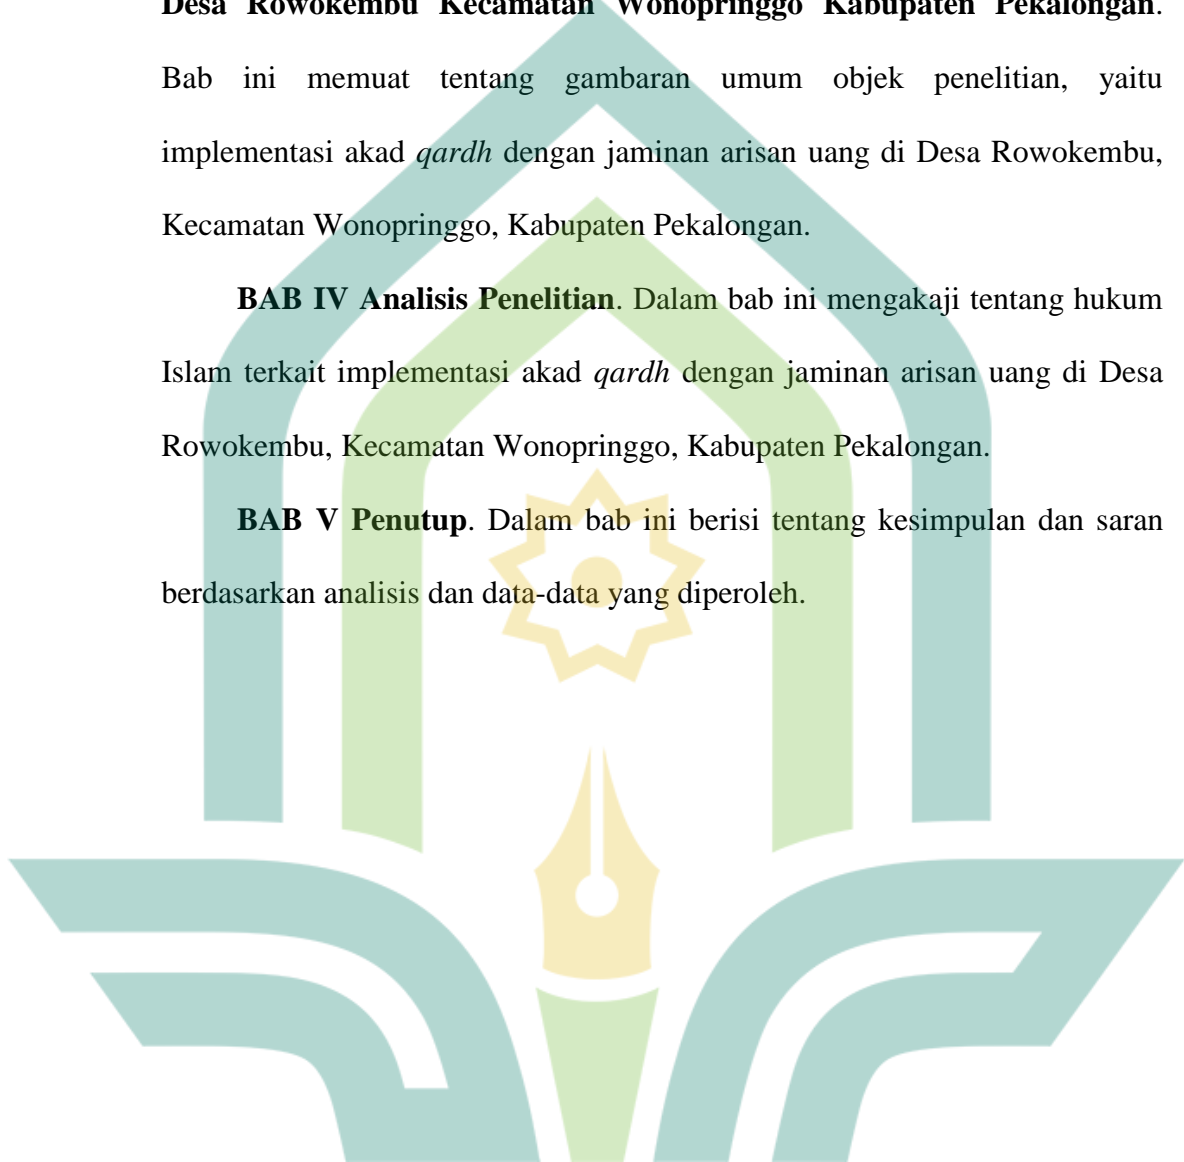 Desa Rowokembu Kecamatan Wonopringgo Kabupaten Pekalongan.
Bab ini memuat tentang gambaran umum objek penelitian, yaitu
implementasi akad qardh dengan jaminan arisan uang di Desa Rowokembu,
Kecamatan Wonopringgo, Kabupaten Pekalongan.
BAB IV Analisis Penelitian. Dalam bab ini mengakaji tentang hukum
Islam terkait implementasi akad qardh dengan jaminan arisan uang di Desa
Rowokembu, Kecamatan Wonopringgo, Kabupaten Pekalongan.
BAB V Penutup. Dalam bab ini berisi tentang kesimpulan dan saran
berdasarkan analisis dan data-data yang diperoleh.